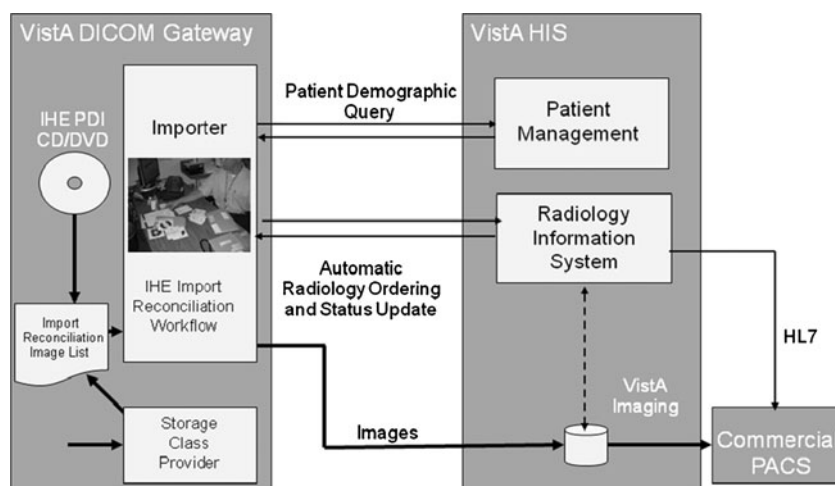 VistA DICOM Gateway
IHE PDI
CD/DVD
Importer
IHE Import
Reconciliation
Workflow
Import
Reconciliation
Image List
Storage
Class
Provider
Patient Demographic
Query
Automatic
Radiology Ordering
and Status Update
Images
VistA HIS
Patient
Management
Radiology
Information
System
VistA
Imaging
HL7
Commercial
PACS